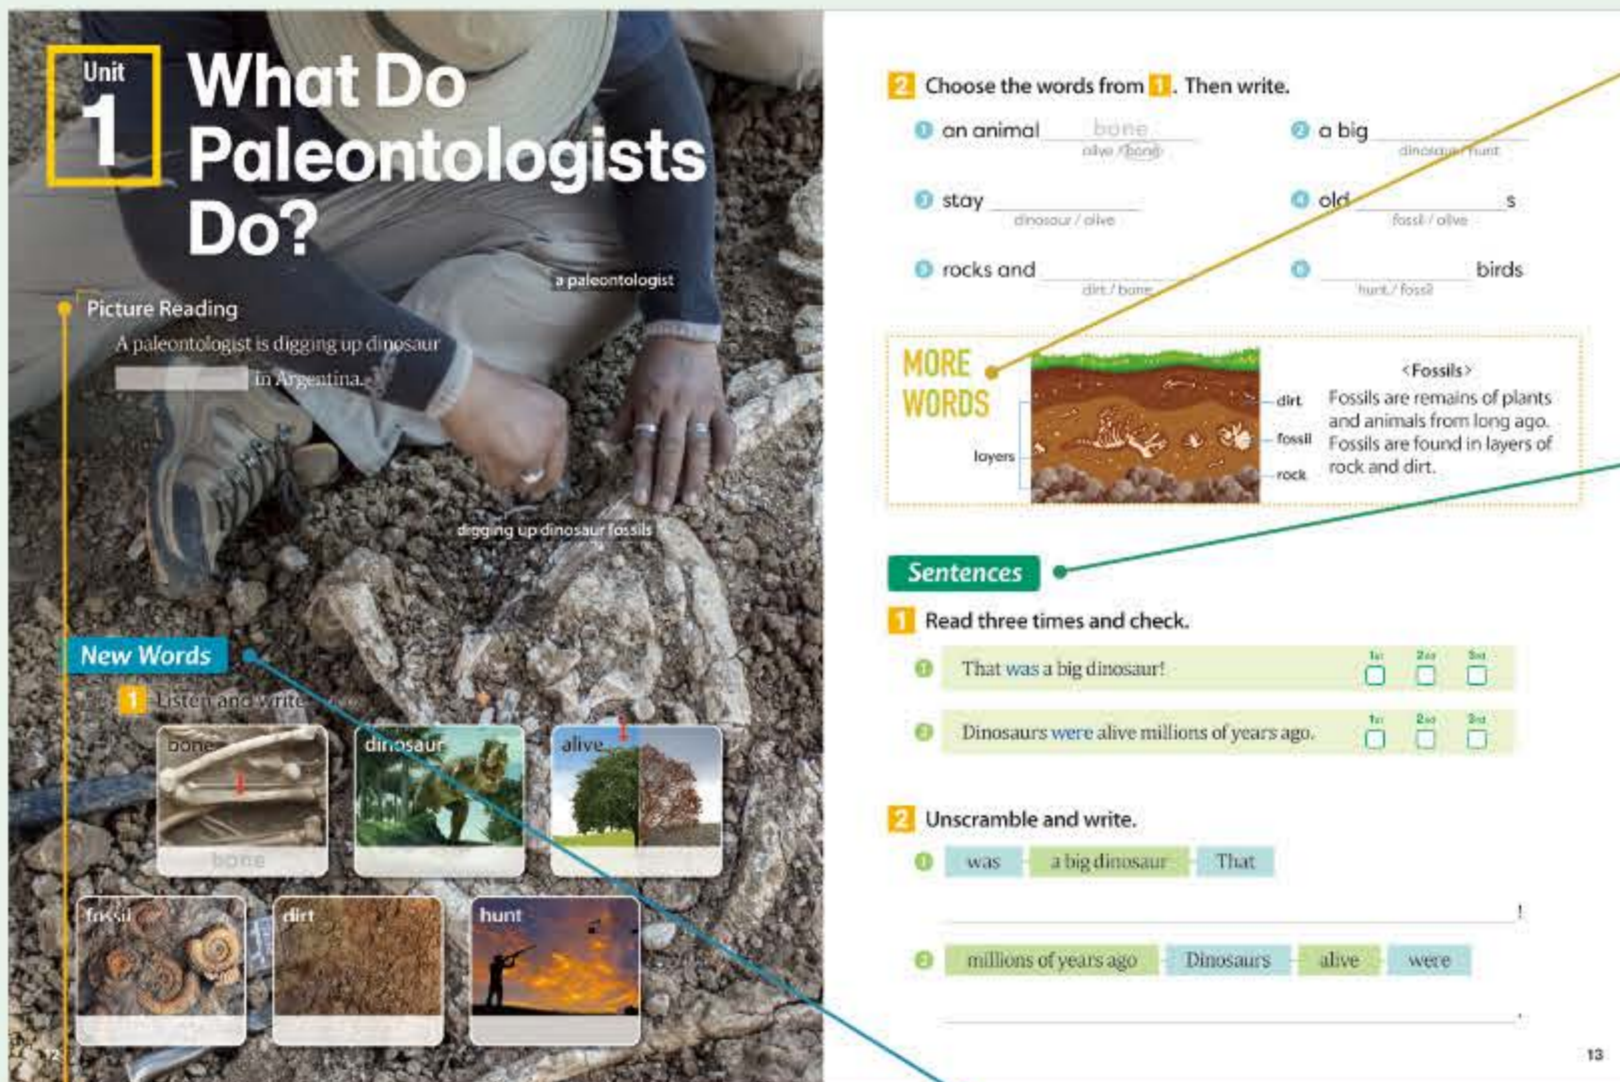 Unit
1
What Do
Paleontologists
Do?
a paleontologist
Picture Reading
A paleontologist is digging up dinosaur
in Argentina.
digging up dinosaur fossils
New Words
1 Listen and write
bone
bone
dinosaur
alive
fossil
dirt
hunt
12
2 Choose the words from 1. Then write.
1 an animal bone
alive / bone
2 a big
dinosaur / hunt
3 stay
dinosaur / alive
4 old s
fossil / alive
5 rocks and
dirt / bone
6 birds
hunt / fossil
MORE
WORDS
layers
dirt
fossil
rock
<Fossils>
Fossils are remains of plants
and animals from long ago.
Fossils are found in layers of
rock and dirt.
Sentences
1 Read three times and check.
1st 2nd 3rd
1 That was a big dinosaur!
1st 2nd 3rd
2 Dinosaurs were alive millions of years ago.
2 Unscramble and write.
1 was a big dinosaur That
!
2 millions of years ago Dinosaurs alive were
.
13